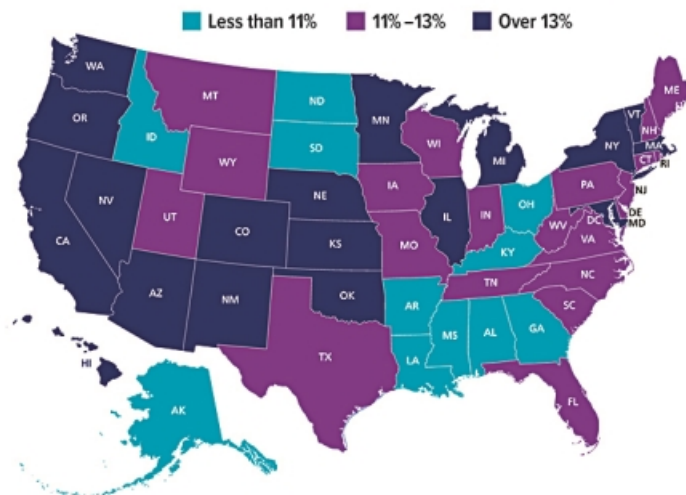 Less than 11% 11%–13% Over 13%
WA
ME
MT
ND
VT
OR
MN
NH
ID
NY
MA
WI
SD
CT
RI
MI
WY
IA
PA
NJ
NE
NV
OH
DE
IN
IL
DC
MD
UT
WV
CO
VA
CA
KS
MO
KY
NC
TN
AZ
OK
NM
AR
SC
MS
AL
GA
TX
LA
HI
FL
AK